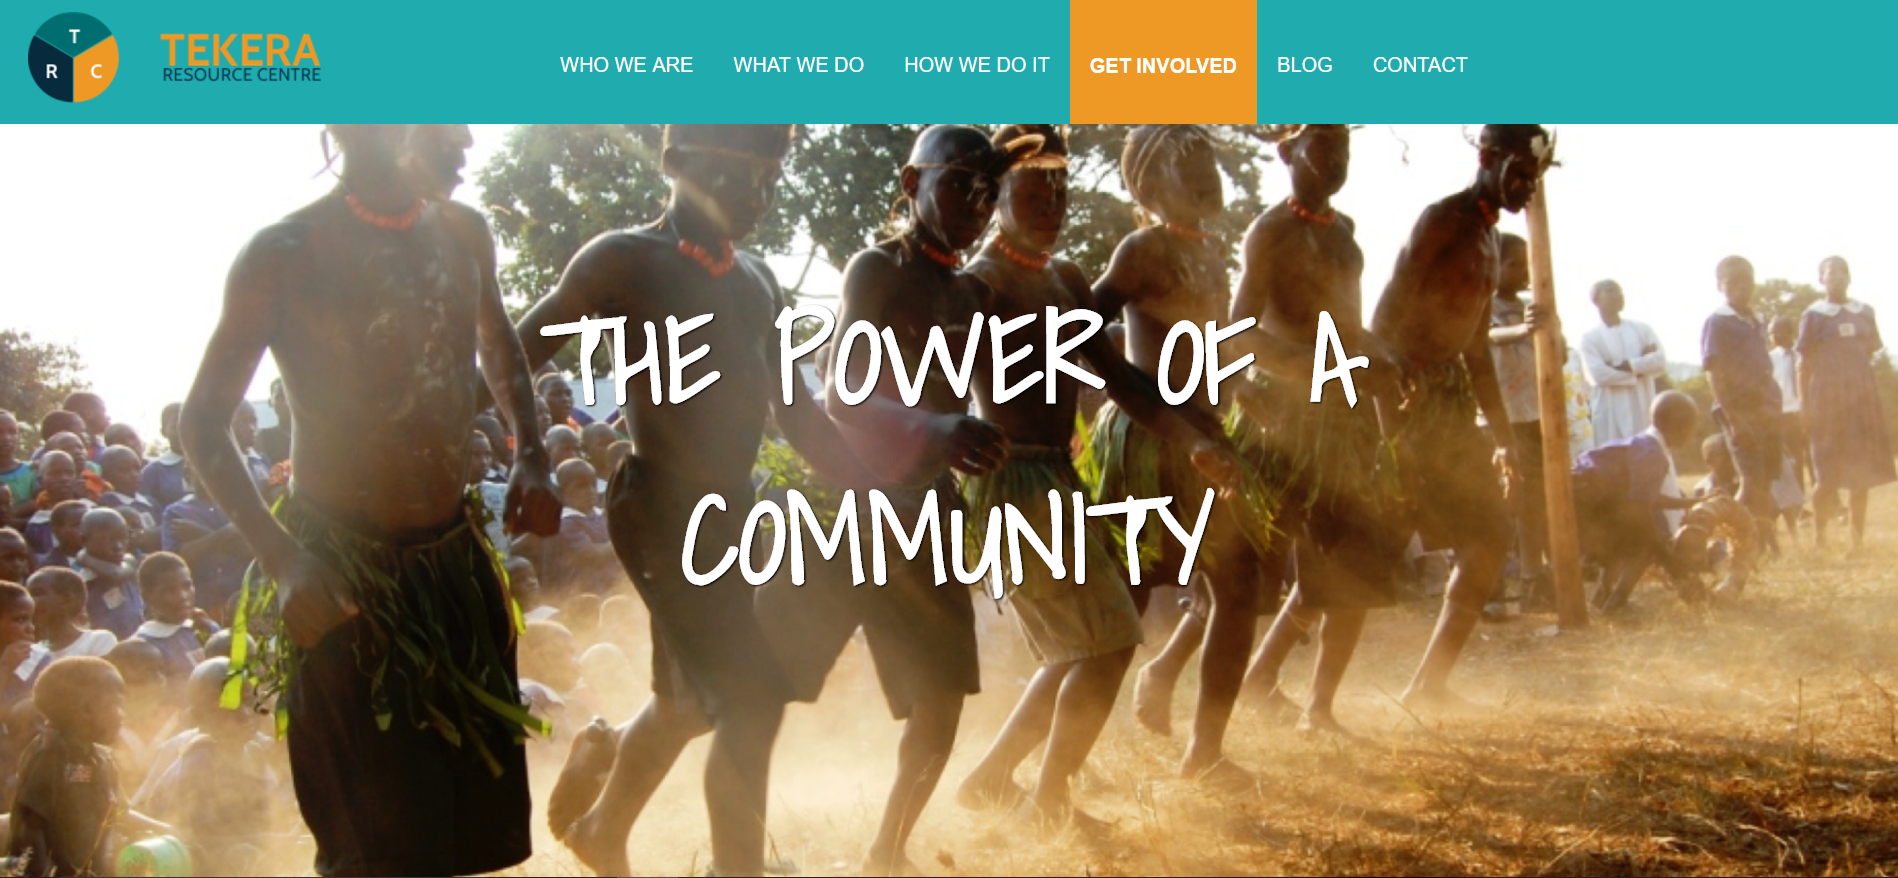 T
R C
TEKERA
RESOURCE CENTRE
WHO WE ARE WHAT WE DO HOW WE DO IT GET INVOLVED BLOG CONTACT
THE POWER OF A
COMMUNITY